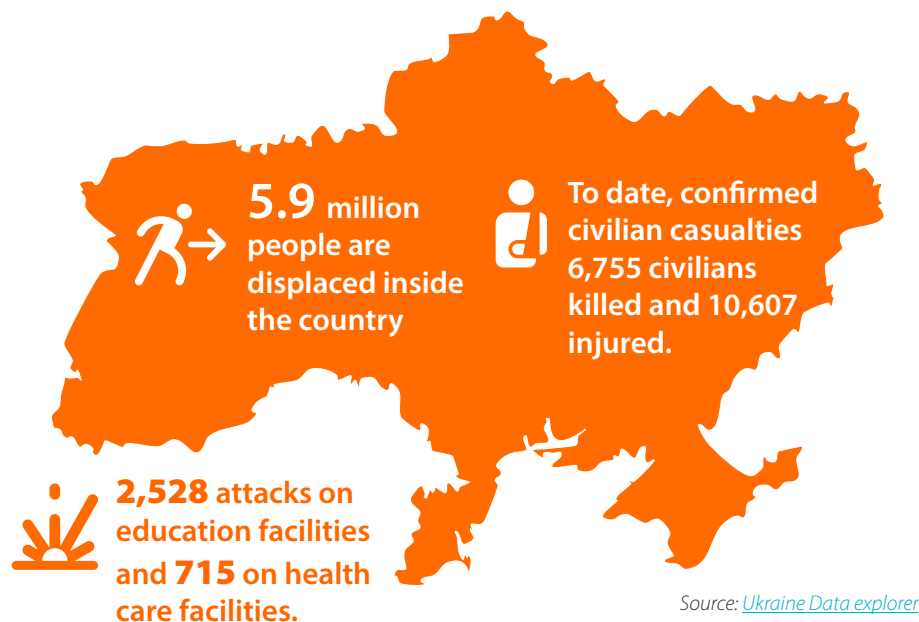 5.9 million
people are
displaced inside
the country
To date, confirmed
civilian casualties
6,755 civilians
killed and 10,607
injured.
2,528 attacks on
education facilities
and 715 on health
care facilities.
Source: Ukraine Data explorer